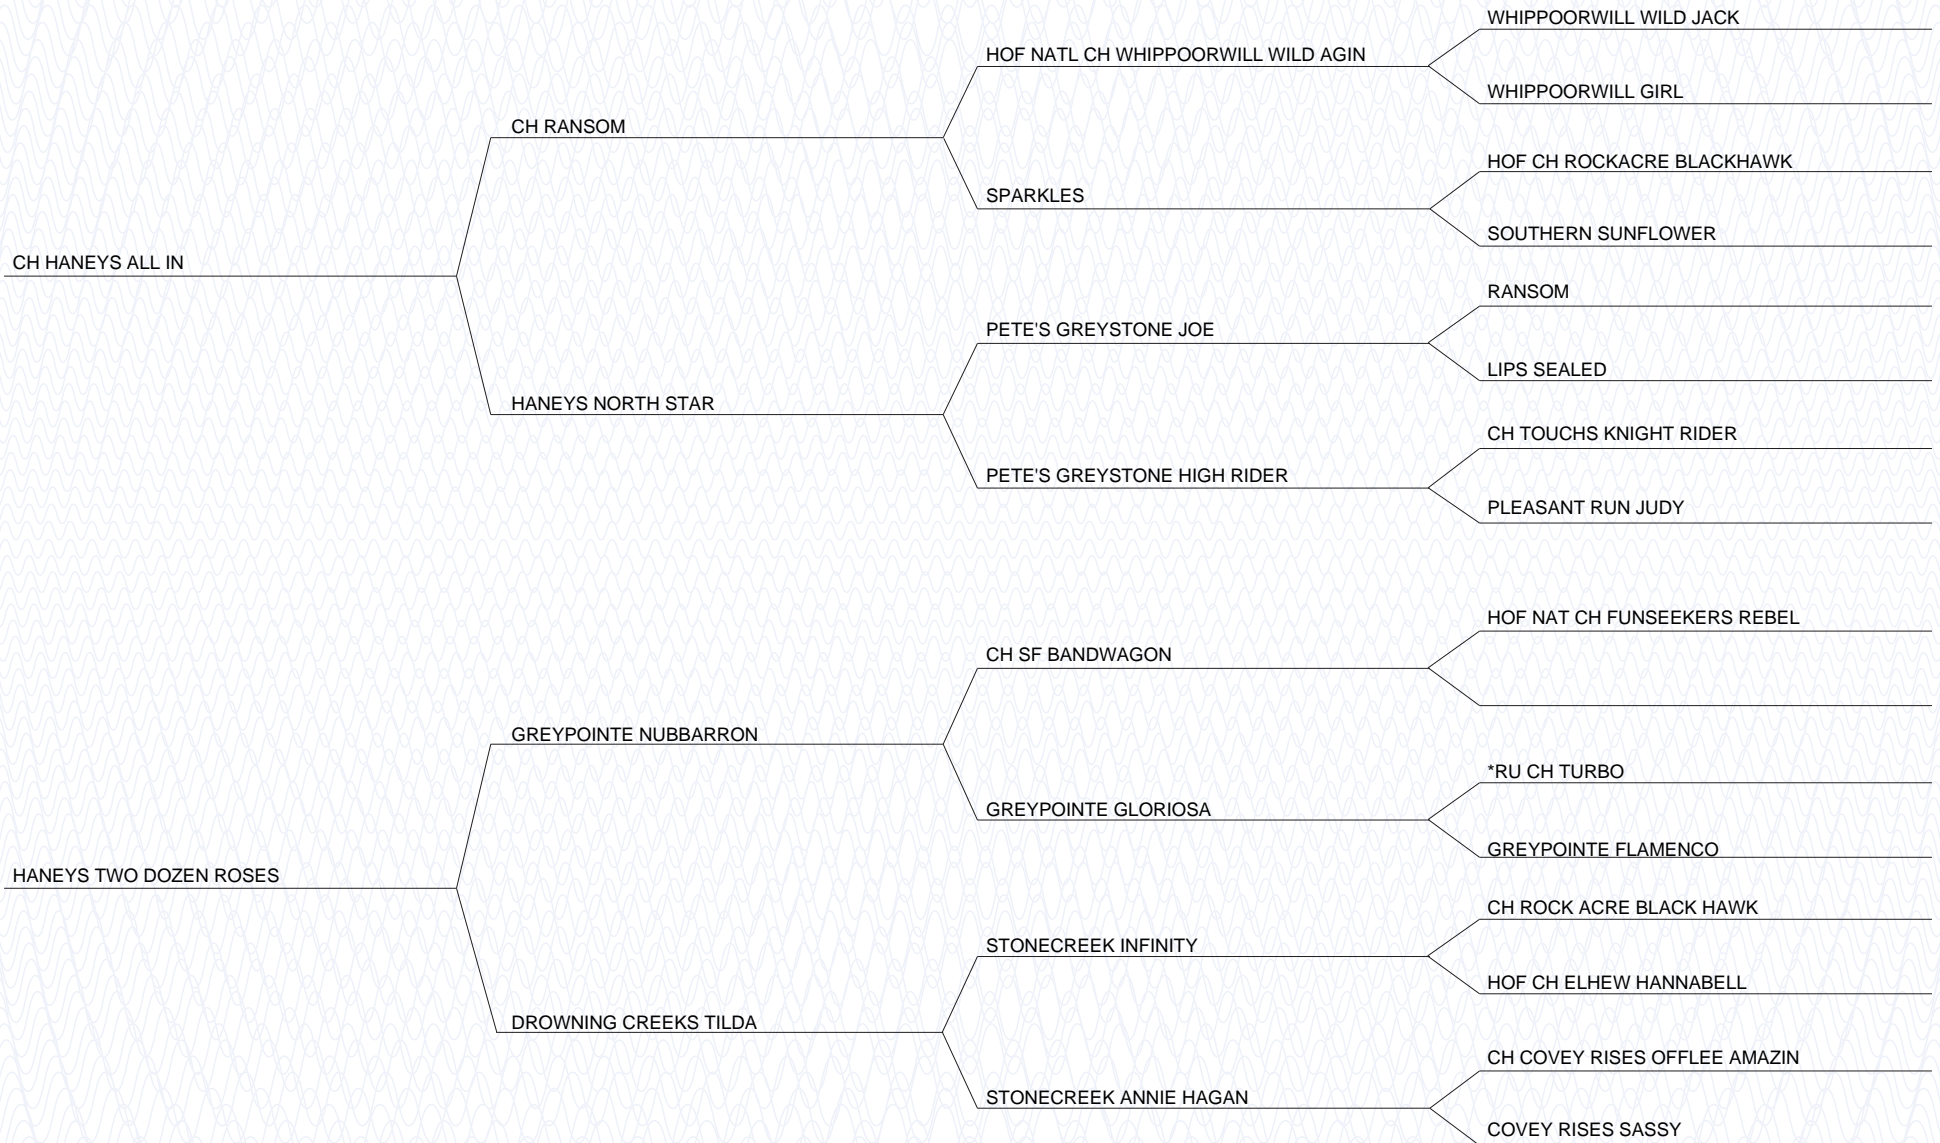 WHIPPOORWILL WILD JACK
HOF NATL CH WHIPPOORWILL WILD AGIN
WHIPPOORWILL GIRL
CH RANSOM
HOF CH ROCKACRE BLACKHAWK
SPARKLES
SOUTHERN SUNFLOWER
CH HANEYS ALL IN
RANSOM
PETE'S GREYSTONE JOE
LIPS SEALED
HANEYS NORTH STAR
CH TOUCHS KNIGHT RIDER
PETE'S GREYSTONE HIGH RIDER
PLEASANT RUN JUDY
HOF NAT CH FUNSEEKERS REBEL
CH SF BANDWAGON
GREYPOINTE NUBBARRON
*RU CH TURBO
GREYPOINTE GLORIOSA
GREYPOINTE FLAMENCO
HANEYS TWO DOZEN ROSES
CH ROCK ACRE BLACK HAWK
STONECREEK INFINITY
HOF CH ELHEW HANNABELL
DROWNING CREEKS TILDA
CH COVEY RISES OFFLEE AMAZIN
STONECREEK ANNIE HAGAN
COVEY RISES SASSY